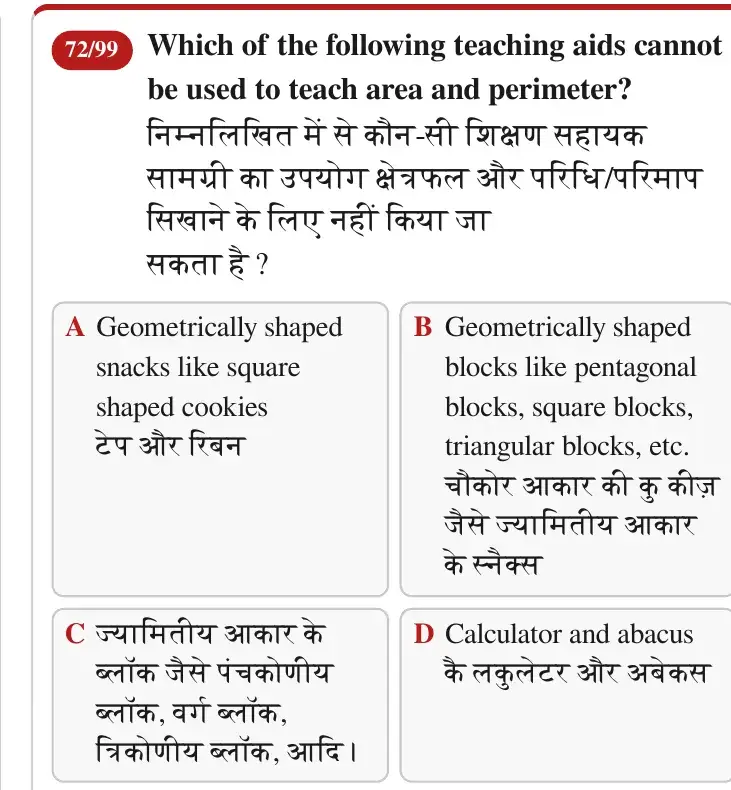 72/99 Which of the following teaching aids cannot
be used to teach area and perimeter?
निम्नलिखित में से कौन-सी शिक्षण सहायक
सामग्री का उपयोग क्षेत्रफल और परिधि/परिमाप
सिखाने के लिए नहीं किया जा
सकता है ?
A Geometrically shaped
snacks like square
shaped cookies
टेप और रिबन
B Geometrically shaped
blocks like pentagonal
blocks, square blocks,
triangular blocks, etc.
चौकोर आकार की कु कीज़
जैसे ज्यामितीय आकार
के स्नैक्स
C ज्यामितीय आकार के
ब्लॉक जैसे पंचकोणीय
ब्लॉक, वर्ग ब्लॉक,
त्रिकोणीय ब्लॉक, आदि।
D Calculator and abacus
कै लकुलेटर और अबेकस